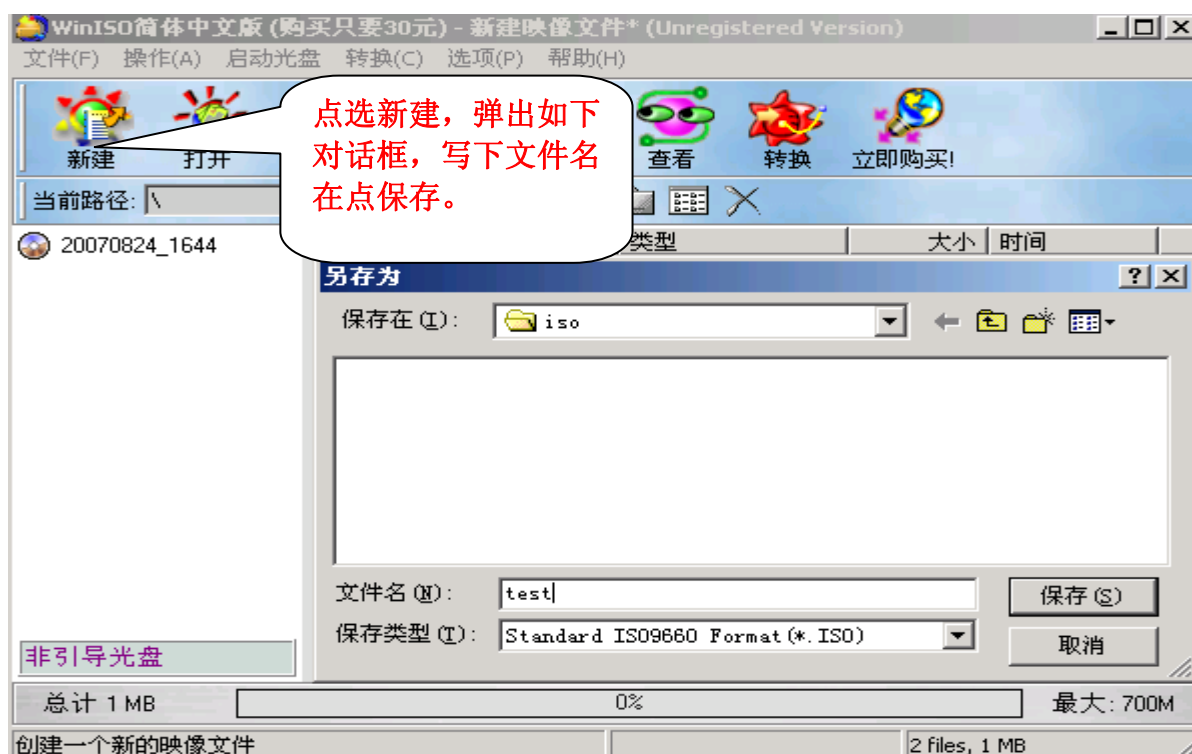 WinISO简体中文版 (购买只要30元) - 新建映像文件* (Unregistered Version)
文件(F) 操作(A) 启动光盘 转换(C) 选项(P) 帮助(H)
点选新建，弹出如下
对话框，写下文件名
在点保存。
新建 打开 查看 转换 立即购买!
当前路径: \
20070824_1644
类型 大小 时间
另存为
保存在(I): iso
文件名(N): test 保存(S)
保存类型(T): Standard ISO9660 Format(*.ISO) 取消
非引导光盘
总计 1 MB 0% 最大: 700M
创建一个新的映像文件 2 files, 1 MB